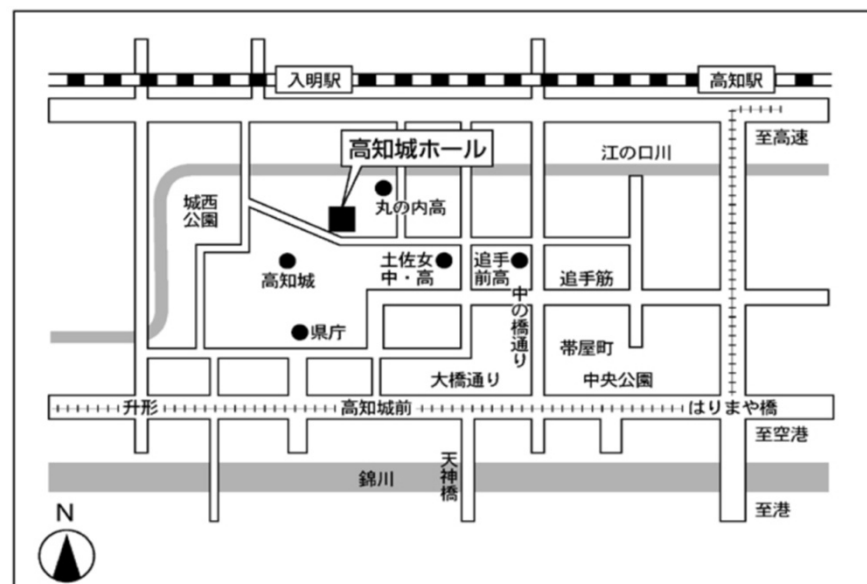 入明駅
高知駅
至高速
高知城ホール
江の口川
城西
公園
丸の内高
高知城
土佐女
中・高
追手
前高
追手筋
中の橋通り
県庁
帯屋町
大橋通り
中央公園
升形
高知城前
はりまや橋
至空港
天神橋
錦川
至港
N